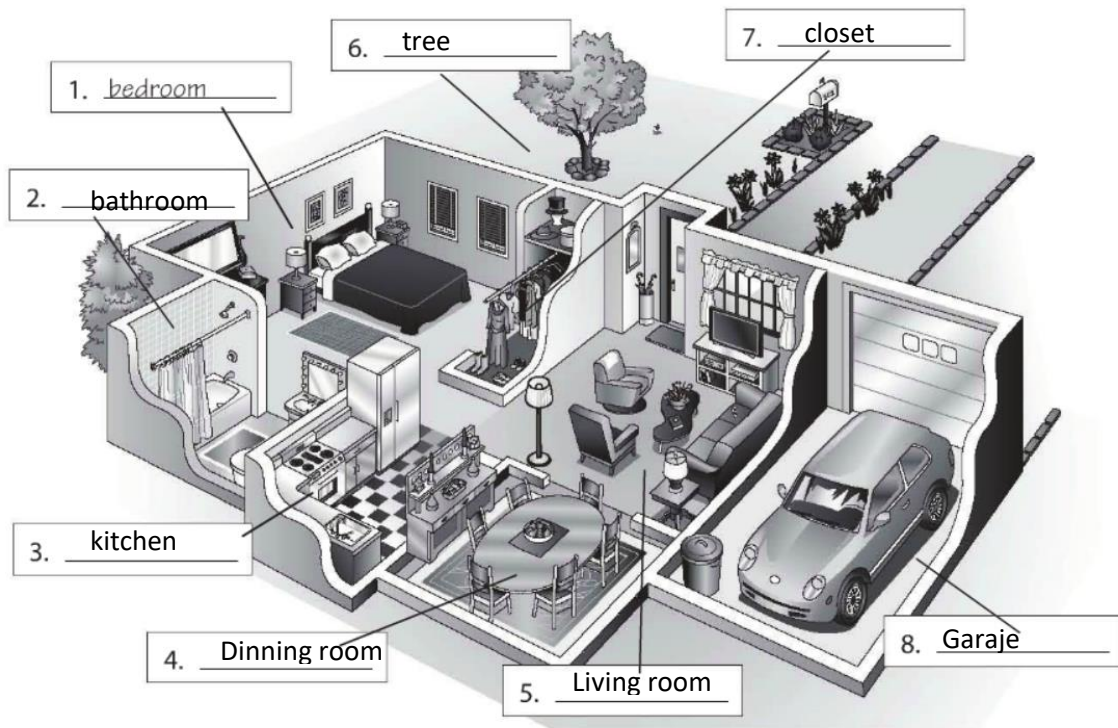 6. tree
7. closet
1. bedroom
2. bathroom
3. kitchen
4. Dinning room
5. Living room
8. Garaje